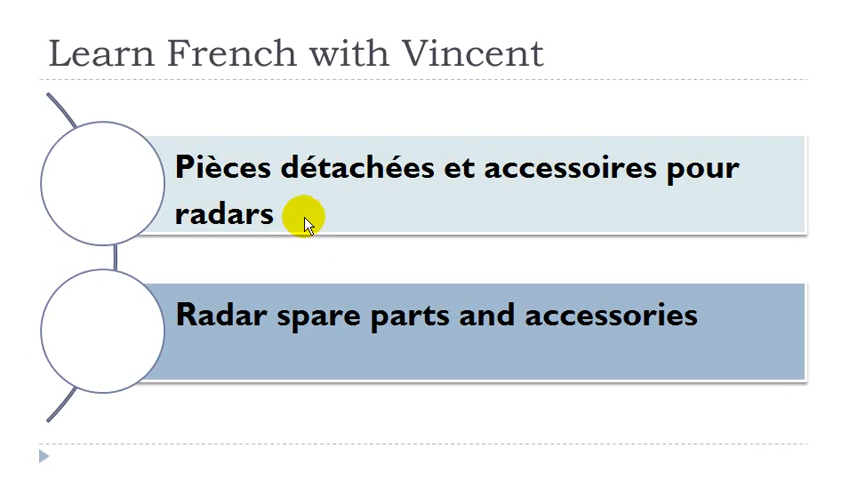 Learn French with Vincent
Pièces détachées et accessoires pour
radars
Radar spare parts and accessories